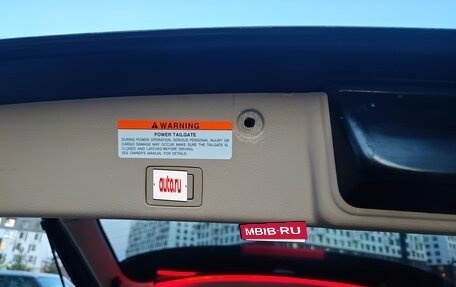 WARNING
POWER TAILGATE
DURING POWER OPERATION, SERIOUS PERSONAL INJURY OR
CARGO DAMAGE MAY OCCUR. MAKE SURE THE TAILGATE IS
CLOSED AND LATCHED BEFORE DRIVING.
SEE OWNER'S MANUAL FOR DETAILS.
auto.ru
MBIB·RU